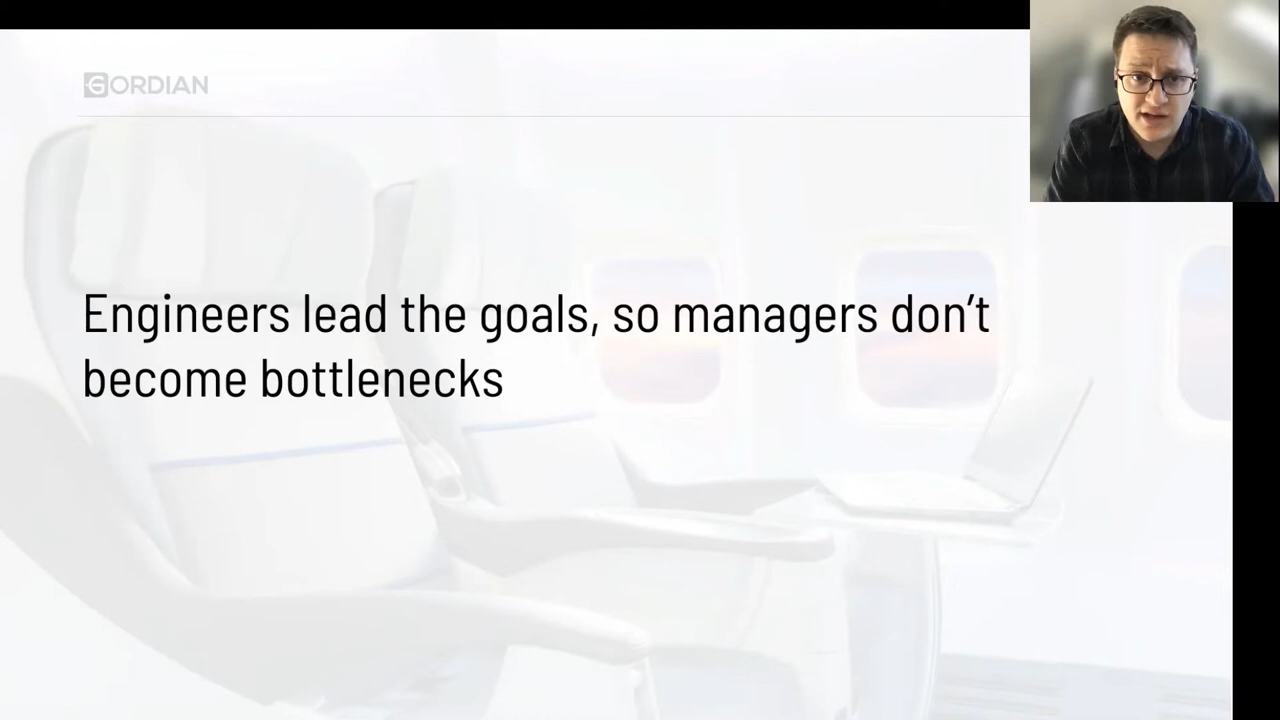 GORDIAN
Engineers lead the goals, so managers don’t
become bottlenecks